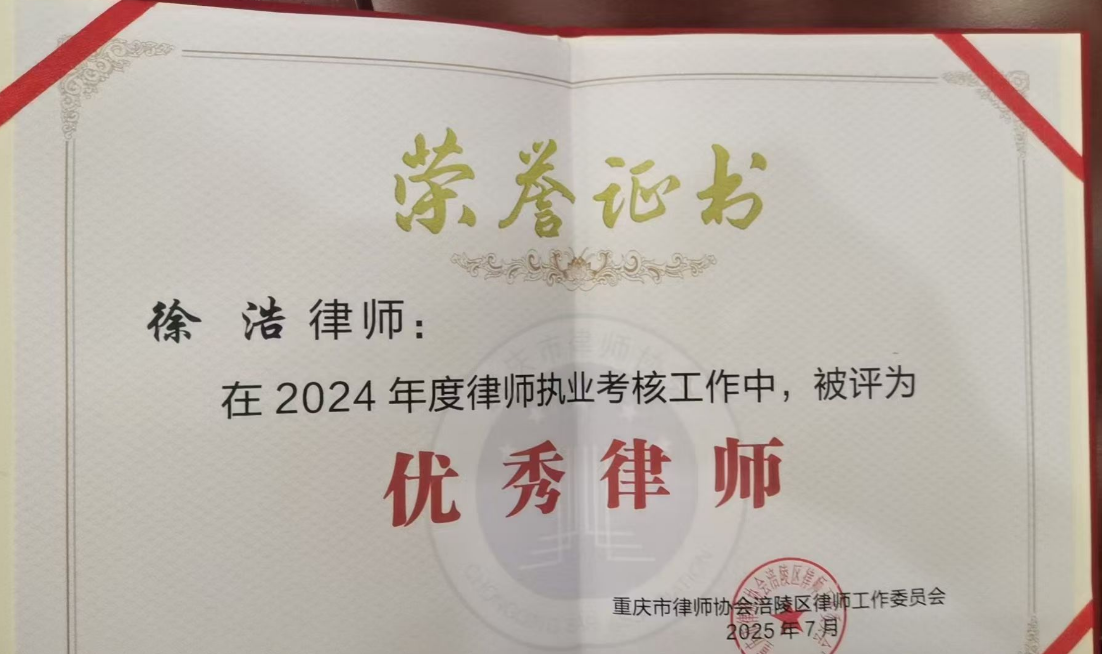 荣誉证书
徐 浩 律师：
在 2024 年度律师执业考核工作中，被评为
优秀律师
重庆市律师协会涪陵区律师工作委员会
2025 年 7 月